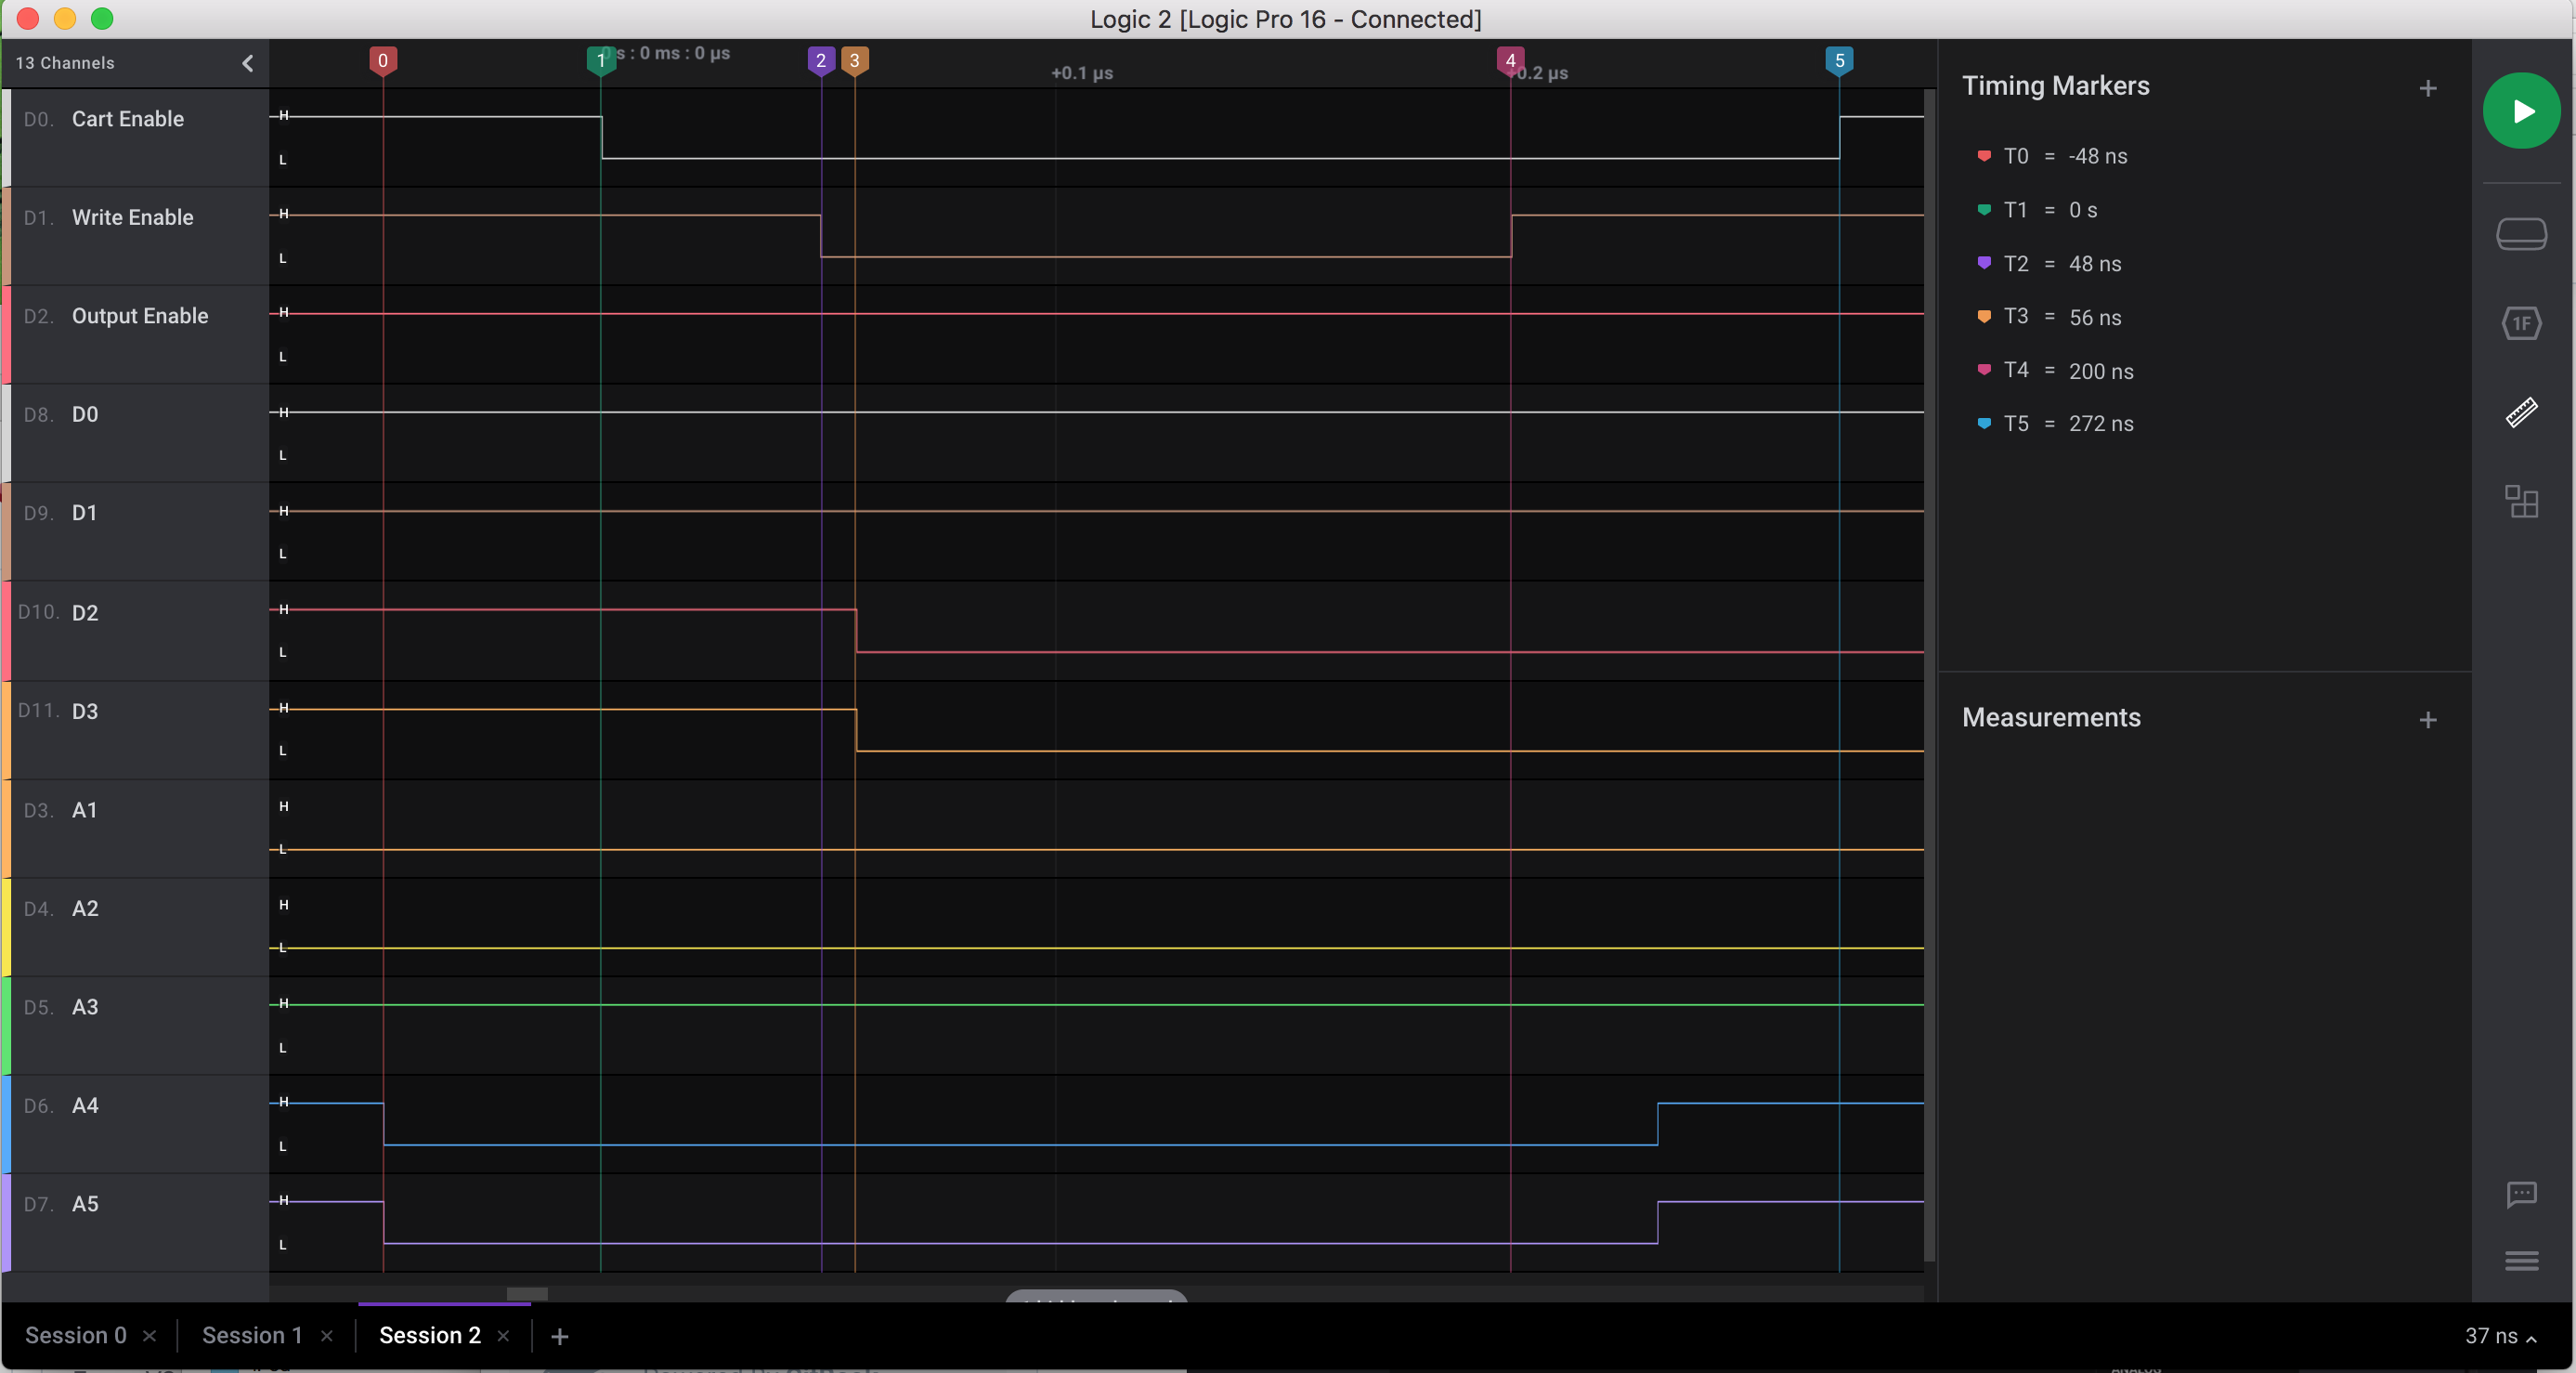 Logic 2 [Logic Pro 16 - Connected]
13 Channels
0 1 s : 0 ms : 0 µs 2 3 4 5
+0.1 µs 0.2 µs
D0. Cart Enable H L
D1. Write Enable H L
D2. Output Enable H L
D8. D0 H L
D9. D1 H L
D10. D2 H L
D11. D3 H L
D3. A1 H L
D4. A2 H L
D5. A3 H L
D6. A4 H L
D7. A5 H L
Timing Markers +
T0 = -48 ns
T1 = 0 s
T2 = 48 ns
T3 = 56 ns
T4 = 200 ns
T5 = 272 ns
Measurements +
1F
Session 0 × Session 1 × Session 2 × +
37 ns